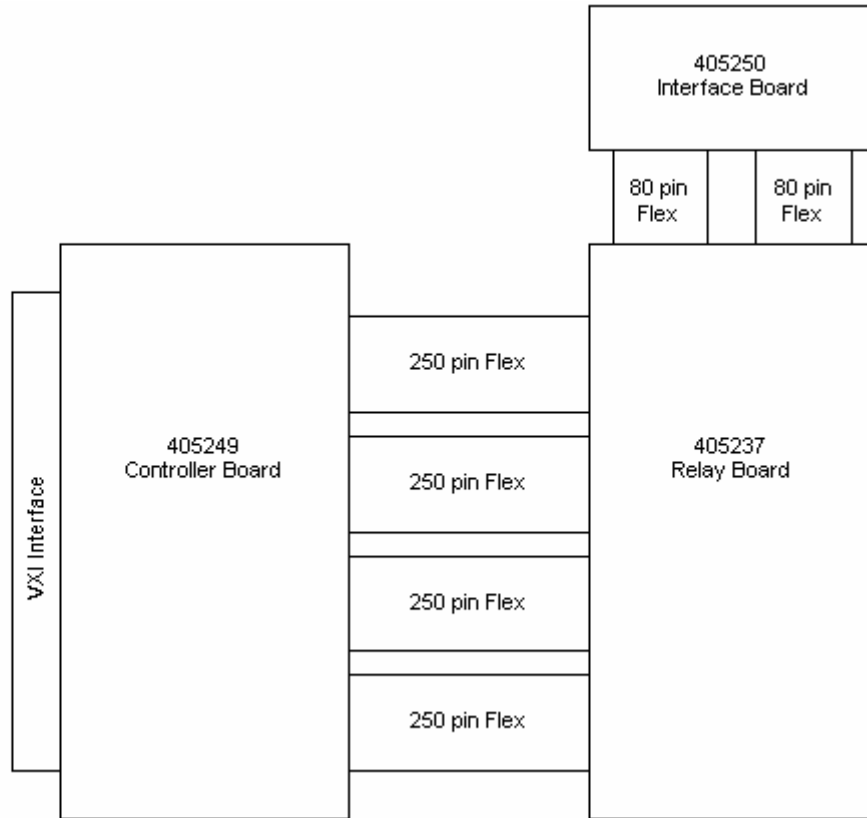 405250
Interface Board
80 pin
Flex
80 pin
Flex
250 pin Flex
405249
Controller Board
250 pin Flex
405237
Relay Board
VXI Interface
250 pin Flex
250 pin Flex